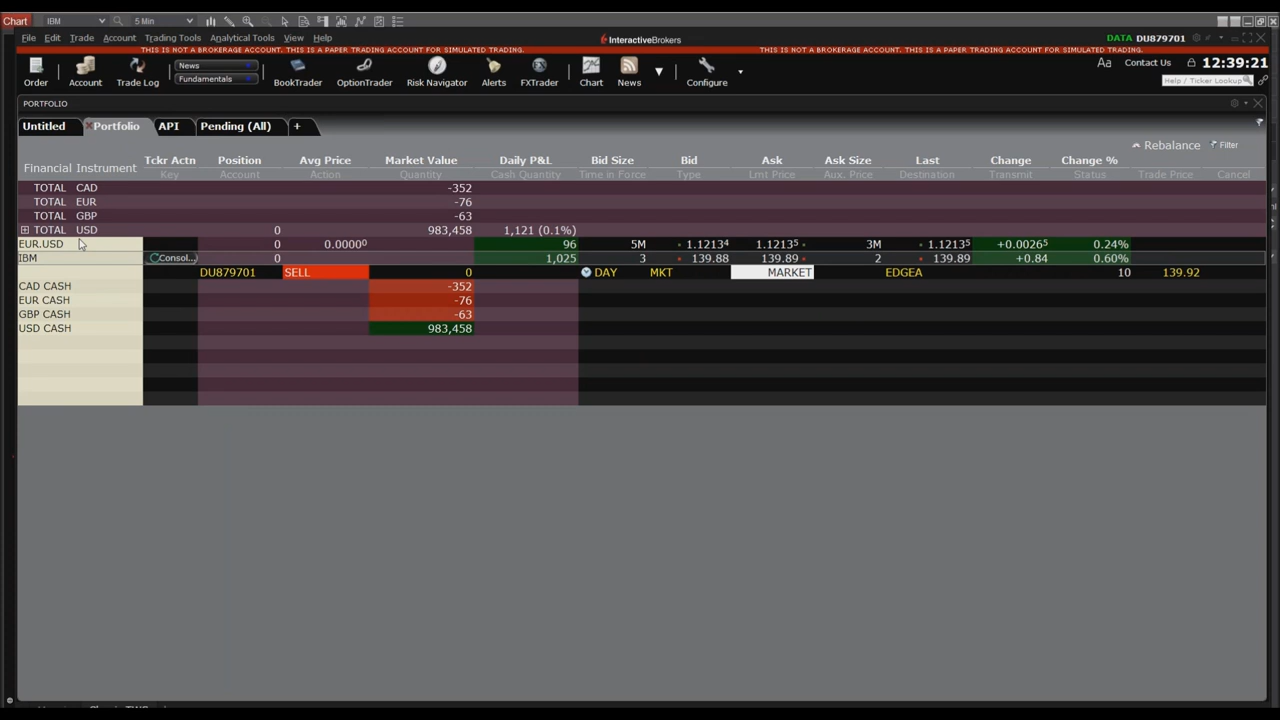 Chart IBM 5 Min
File Edit Trade Account Trading Tools Analytical Tools View Help InteractiveBrokers DATA DU879701
THIS IS NOT A BROKERAGE ACCOUNT. THIS IS A PAPER TRADING ACCOUNT FOR SIMULATED TRADING. THIS IS NOT A BROKERAGE ACCOUNT. THIS IS A PAPER TRADING ACCOUNT FOR SIMULATED TRADING.
Aa Contact Us 12:39:21
News
Fundamentals
Help / Ticker Lookup
Order Account Trade Log BookTrader OptionTrader Risk Navigator Alerts FXTrader Chart News Configure
PORTFOLIO
Untitled Portfolio API Pending (All) +
Rebalance Filter
Financial Instrument Tckr Actn Position Avg Price Market Value Daily P&L Bid Size Bid Ask Ask Size Last Change Change %
Key Account Action Quantity Cash Quantity Time in Force Type Lmt Price Aux. Price Destination Transmit Status Trade Price Cancel
TOTAL CAD -352
TOTAL EUR -76
TOTAL GBP -63
TOTAL USD 0 983,458 1,121 (0.1%)
EUR.USD 0 0.0000⁰ 96 5M 1.1213⁴ 1.1213⁵ 3M 1.1213⁵ +0.0026⁵ 0.24%
IBM Consol... 0 1,025 3 139.88 139.89 2 139.89 +0.84 0.60%
DU879701 SELL 0 DAY MKT MARKET EDGEA 10 139.92
CAD CASH -352
EUR CASH -76
GBP CASH -63
USD CASH 983,458